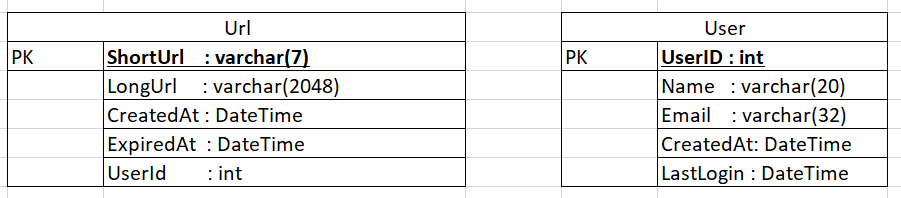 Url
PK ShortUrl : varchar(7)
LongUrl : varchar(2048)
CreatedAt : DateTime
ExpiredAt : DateTime
UserId : int
User
PK UserID : int
Name : varchar(20)
Email : varchar(32)
CreatedAt: DateTime
LastLogin : DateTime